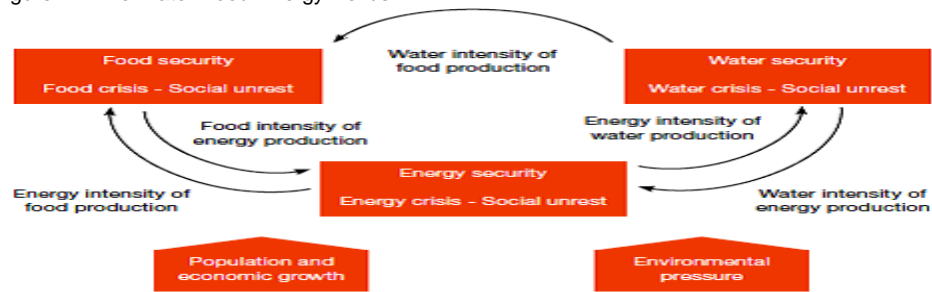 Water intensity of
food production
Food security
Food crisis - Social unrest
Water security
Water crisis - Social unrest
Food intensity of
energy production
Energy intensity of
water production
Energy security
Energy crisis - Social unrest
Energy intensity of
food production
Water intensity of
energy production
Population and
economic growth
Environmental
pressure